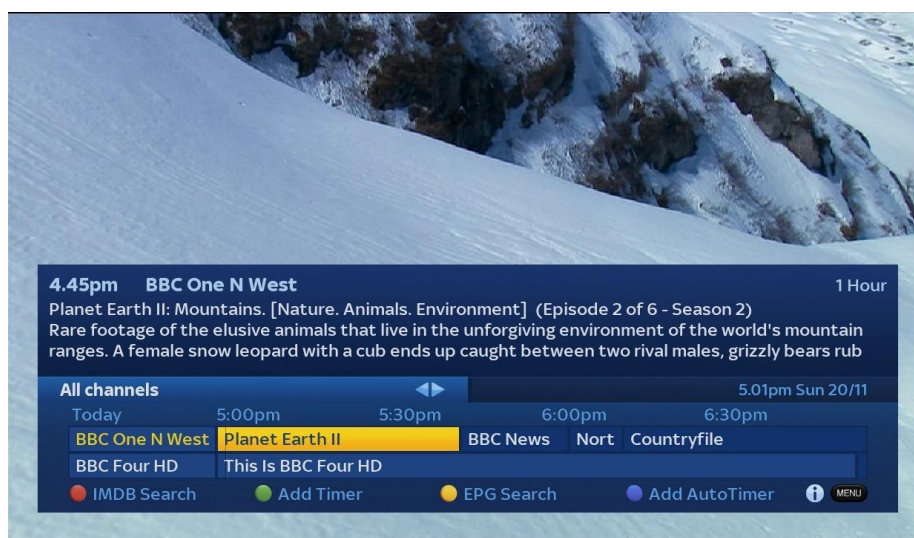 4.45pm BBC One N West 1 Hour
Planet Earth II: Mountains. [Nature. Animals. Environment] (Episode 2 of 6 - Season 2)
Rare footage of the elusive animals that live in the unforgiving environment of the world's mountain
ranges. A female snow leopard with a cub ends up caught between two rival males, grizzly bears rub
All channels 5.01pm Sun 20/11
Today 5:00pm 5:30pm 6:00pm 6:30pm
BBC One N West Planet Earth II BBC News Nort Countryfile
BBC Four HD This Is BBC Four HD
IMDB Search Add Timer EPG Search Add AutoTimer i MENU